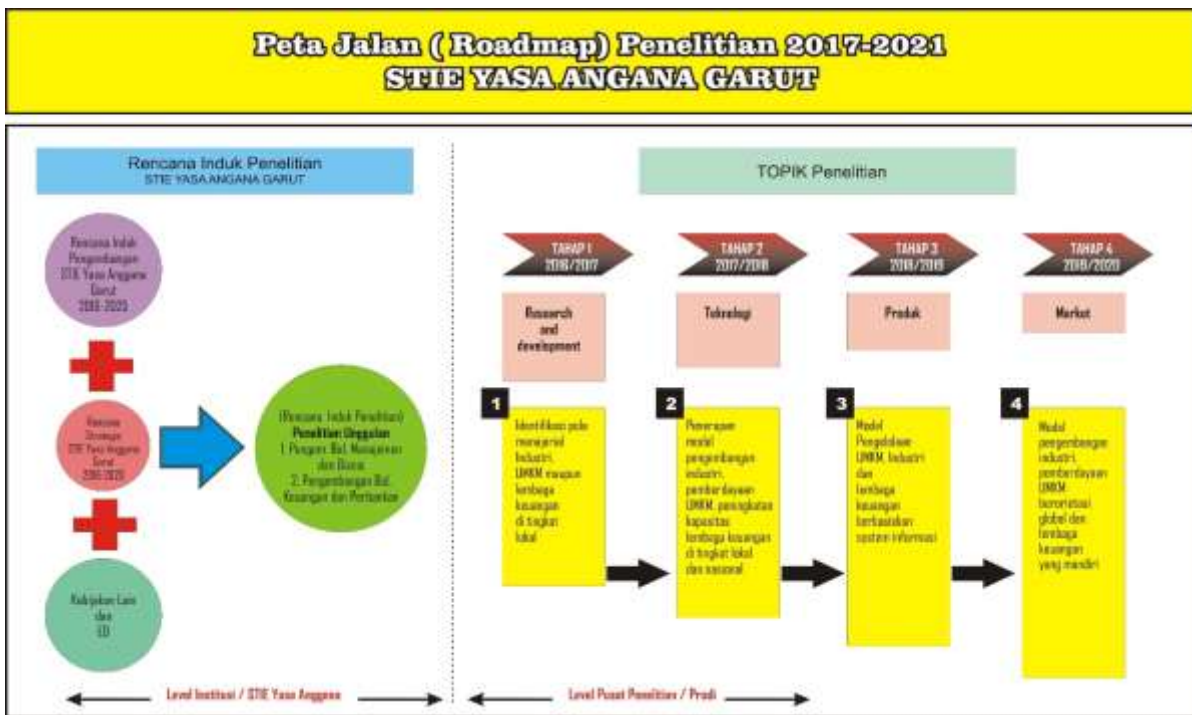 Peta Jalan ( Roadmap) Penelitian 2017-2021
STIE YASA ANGANA GARUT
Rencana Induk Penelitian
STIE YASA ANGANA GARUT
Rencana Induk
Pengembangan
STIE Yasa Anggana
Garut
2016-2020
Rencana
Strategis
STIE Yasa Anggana
Garut
2016-2020
Kebijakan Lain
dan
ED
(Rencana Induk Penelitian)
Penelitian Unggulan
1. Pengem. Bid. Manajemen
dan Bisnis
2. Pengembangan Bid.
Keuangan dan Perbankan
Level Institusi / STIE Yasa Anggana
TOPIK Penelitian
TAHAP 1
2016/2017
TAHAP 2
2017/2018
TAHAP 3
2018/2019
TAHAP 4
2019/2020
Research
and
development
Teknologi
Produk
Market
1
Identifikasi pola
manajerial
Industri,
UMKM maupun
lembaga
keuangan
di tingkat
lokal
2
Penerapan
model
pengembangan
industri,
pemberdayaan
UMKM, peningkatan
kapasitas
lembaga keuangan
di tingkat lokal
dan nasional
3
Model
Pengelolaan
UMKM, Industri
dan
lembaga
keuangan
berbasiskan
system informasi
4
Model
pengembangan
industri,
pemberdayaan
UMKM
berorietasi
global dan
lembaga
keuangan
yang mandiri
Level Pusat Penelitian / Prodi